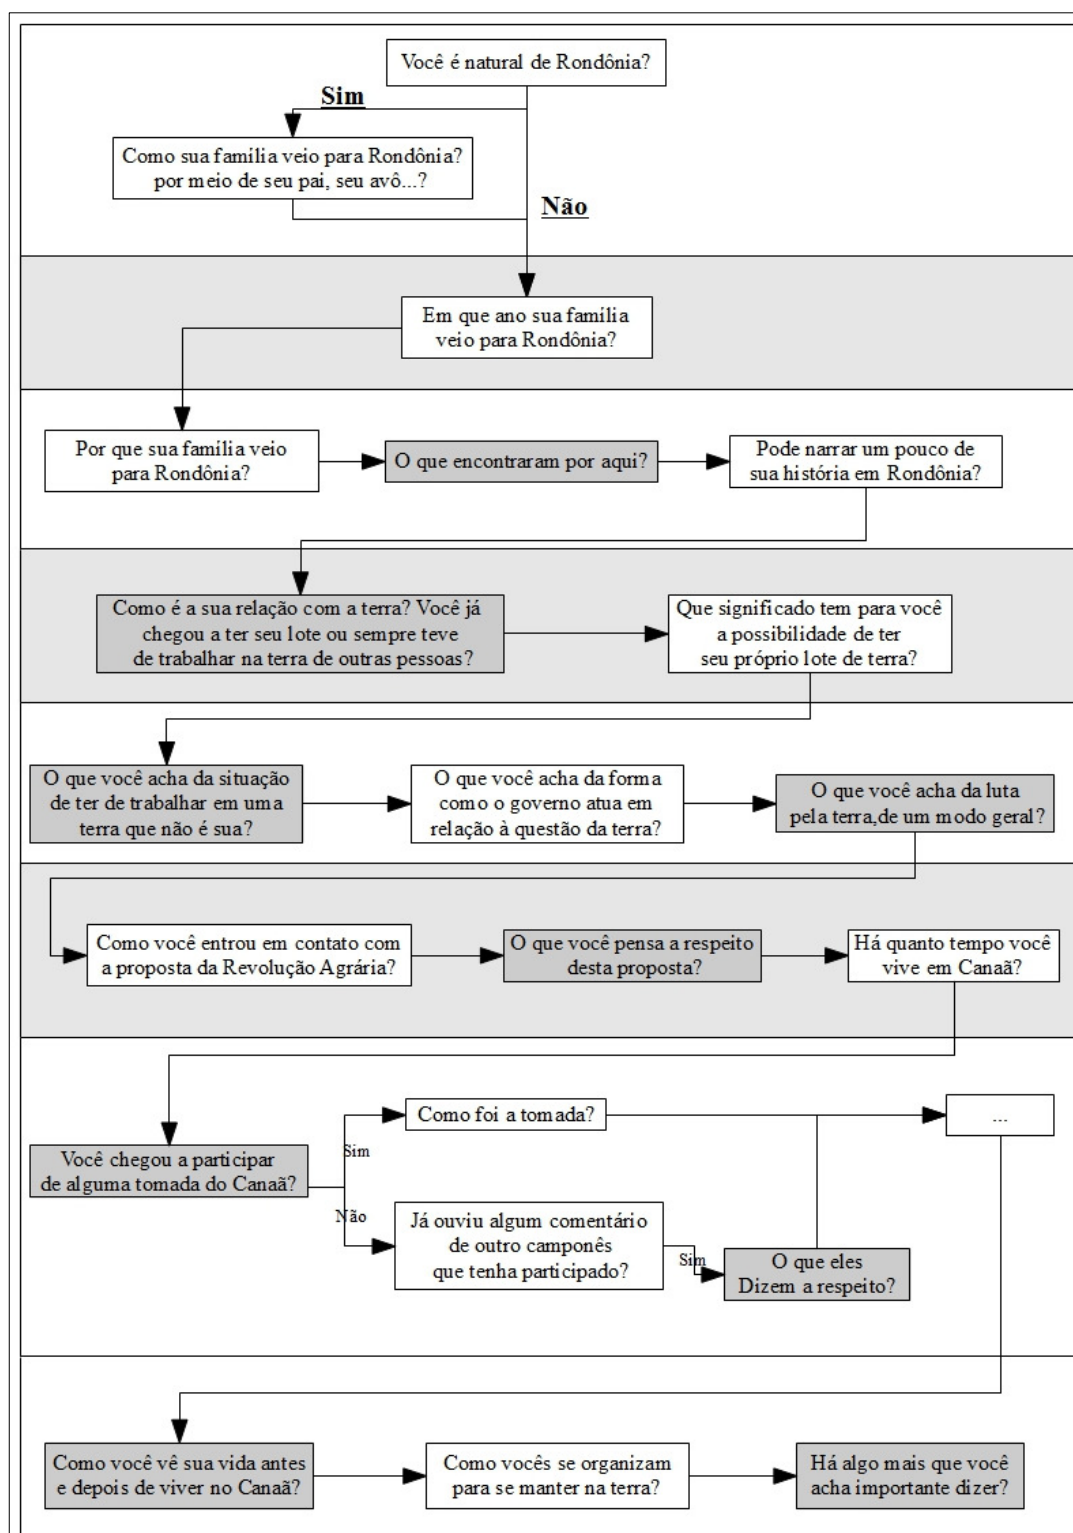 Você é natural de Rondônia?
Sim
Como sua família veio para Rondônia?
por meio de seu pai, seu avô...?
Não
Em que ano sua família
veio para Rondônia?
Por que sua família veio
para Rondônia?
O que encontraram por aqui?
Pode narrar um pouco de
sua história em Rondônia?
Como é a sua relação com a terra? Você já
chegou a ter seu lote ou sempre teve
de trabalhar na terra de outras pessoas?
Que significado tem para você
a possibilidade de ter
seu próprio lote de terra?
O que você acha da situação
de ter de trabalhar em uma
terra que não é sua?
O que você acha da forma
como o governo atua em
relação à questão da terra?
O que você acha da luta
pela terra,de um modo geral?
Como você entrou em contato com
a proposta da Revolução Agrária?
O que você pensa a respeito
desta proposta?
Há quanto tempo você
vive em Canaã?
Você chegou a participar
de alguma tomada do Canaã?
Sim
Como foi a tomada?
...
Não
Já ouviu algum comentário
de outro camponês
que tenha participado?
Sim
O que eles
Dizem a respeito?
Como você vê sua vida antes
e depois de viver no Canaã?
Como vocês se organizam
para se manter na terra?
Há algo mais que você
acha importante dizer?